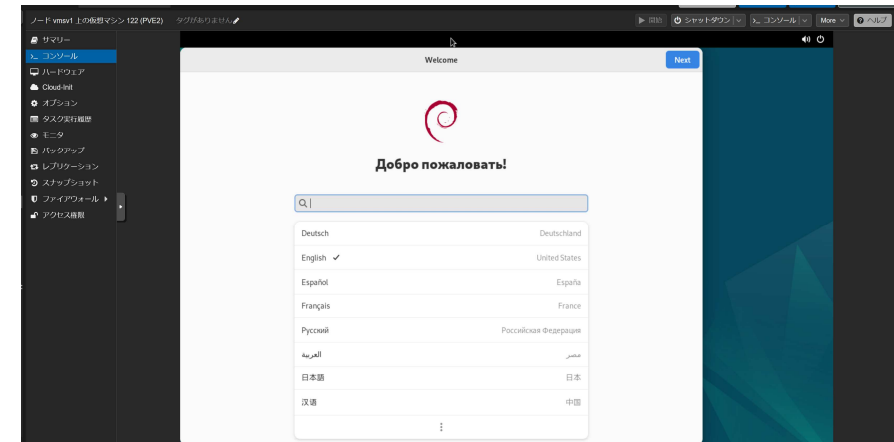 ノード vmsv1 上の仮想マシン 122 (PVE2) タグがありません 開始 シャットダウン コンソール More ヘルプ
サマリー
コンソール
ハードウェア
Cloud-Init
オプション
タスク実行履歴
モニタ
バックアップ
レプリケーション
スナップショット
ファイアウォール
アクセス権限
Welcome Next
Добро пожаловать!
Deutsch Deutschland
English ✓ United States
Español España
Français France
Русский Российская Федерация
العربية مصر
日本語 日本
汉语 中国